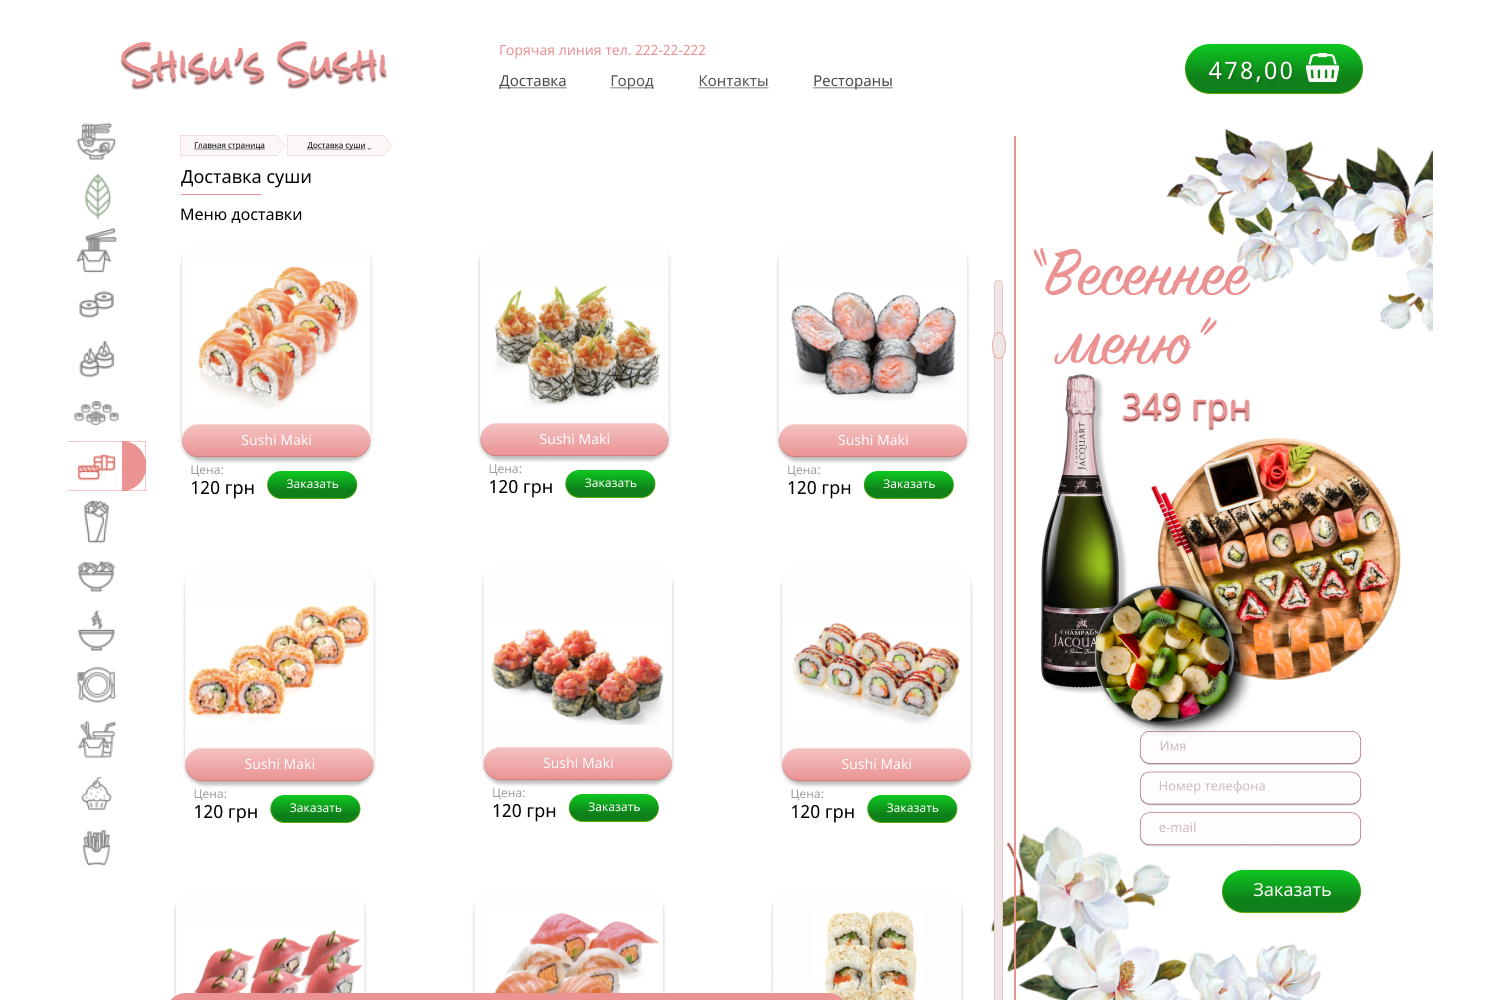 Shisu's Sushi
Горячая линия тел. 222-22-222
Доставка Город Контакты Рестораны
478,00
Главная страница Доставка суши _
Доставка суши
Меню доставки
Sushi Maki Sushi Maki Sushi Maki
Цена: Цена: Цена:
120 грн Заказать 120 грн Заказать 120 грн Заказать
Sushi Maki Sushi Maki Sushi Maki
Цена: Цена: Цена:
120 грн Заказать 120 грн Заказать 120 грн Заказать
"Весеннее
меню"
349 грн
CHAMPAGNE
JACQUART
CHAMPAGN
JACQUA
Имя
Номер телефона
e-mail
Заказать